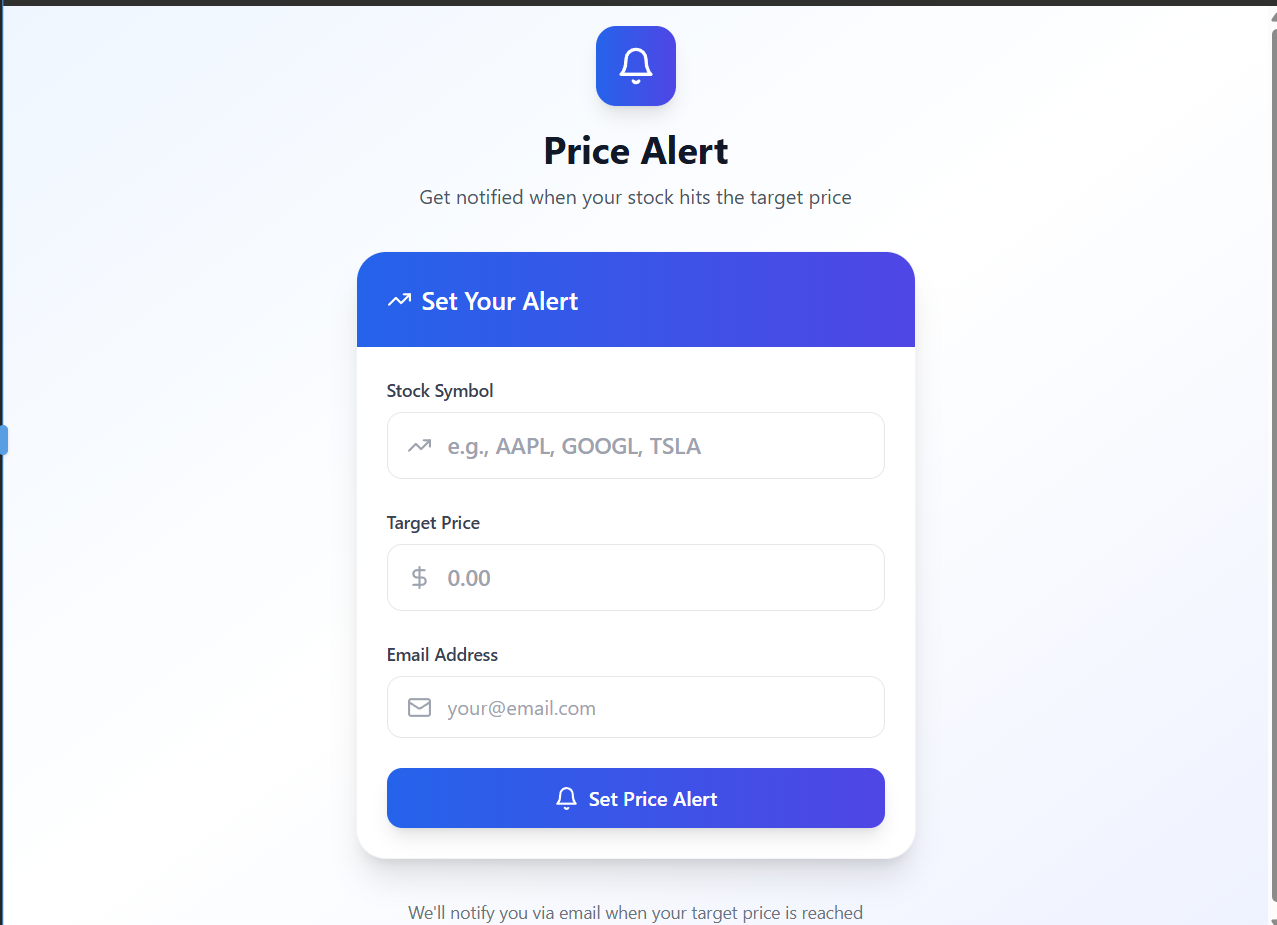 Price Alert
Get notified when your stock hits the target price
Set Your Alert
Stock Symbol
e.g., AAPL, GOOGL, TSLA
Target Price
$ 0.00
Email Address
your@email.com
Set Price Alert
We'll notify you via email when your target price is reached